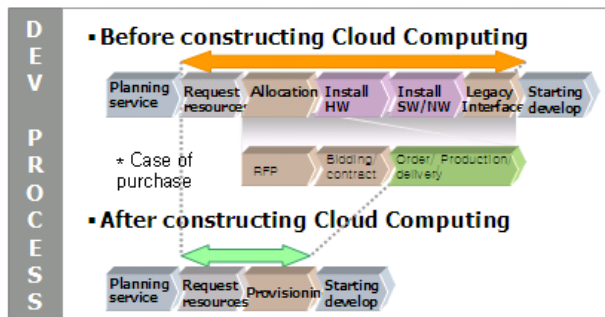 DEV PROCESS
▪ Before constructing Cloud Computing
Planning service
Request resources
Allocation
Install HW
Install SW/NW
Legacy Interface
Starting develop
* Case of purchase
RFP
Bidding/ contract
Order/ Production/ delivery
▪ After constructing Cloud Computing
Planning service
Request resources
Provisionin
Starting develop